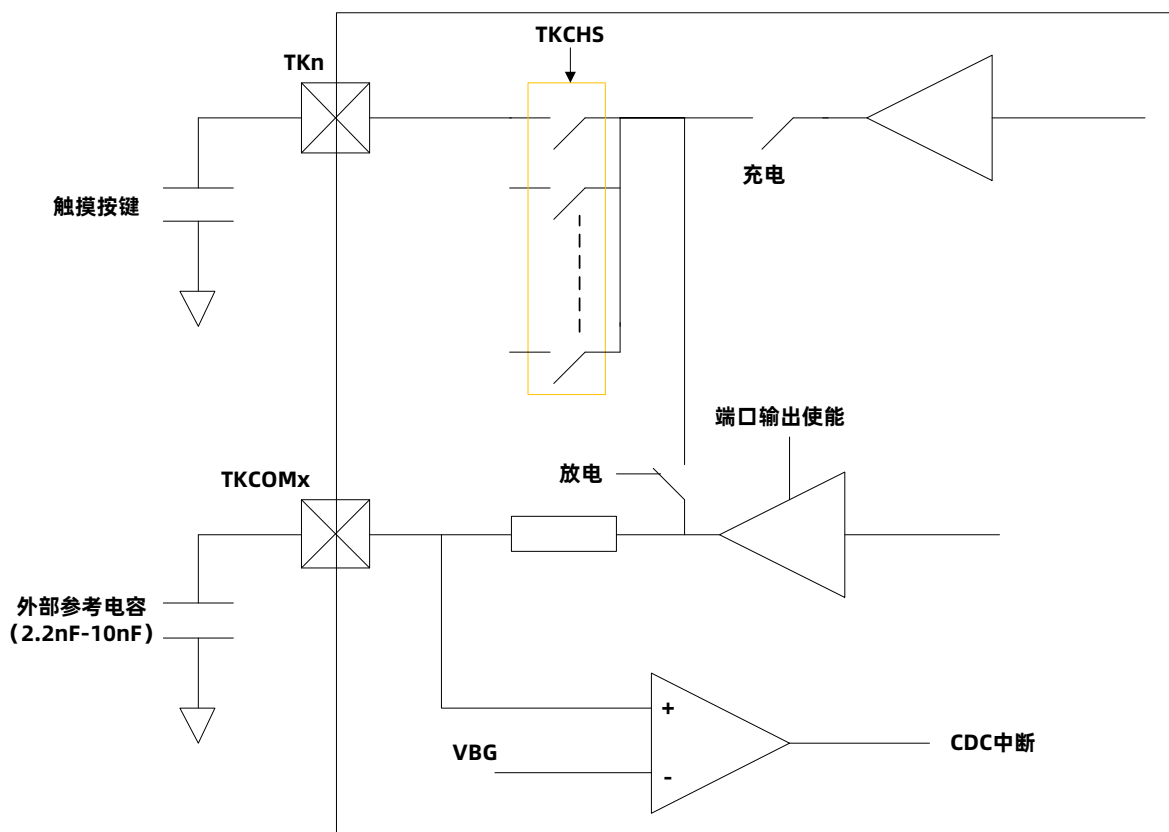 TKCHS
TKn
充电
触摸按键
端口输出使能
放电
TKCOMx
外部参考电容
（2.2nF-10nF）
+
VBG
-
CDC中断